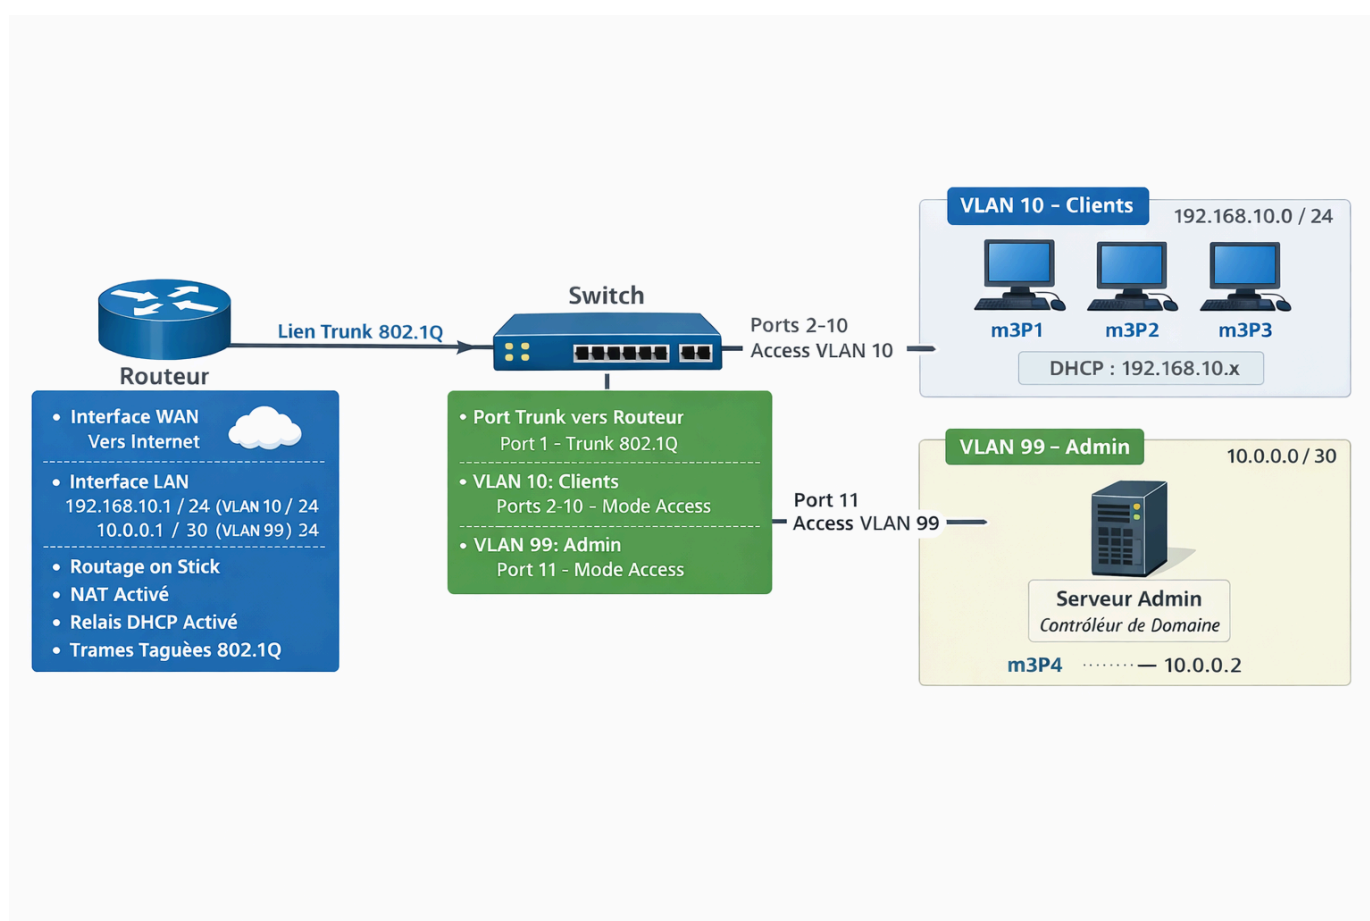 Routeur
• Interface WAN
Vers Internet
• Interface LAN
192.168.10.1 / 24 (VLAN 10 / 24
10.0.0.1 / 30 (VLAN 99) 24
• Routage on Stick
• NAT Activé
• Relais DHCP Activé
• Trames Taguèes 802.1Q
Lien Trunk 802.1Q
Switch
• Port Trunk vers Routeur
Port 1 - Trunk 802.1Q
• VLAN 10: Clients
Ports 2-10 - Mode Access
• VLAN 99: Admin
Port 11 - Mode Access
Ports 2-10
Access VLAN 10
Port 11
Access VLAN 99
VLAN 10 – Clients
192.168.10.0 / 24
m3P1 m3P2 m3P3
DHCP : 192.168.10.x
VLAN 99 – Admin
10.0.0.0 / 30
Serveur Admin
Contróléur de Domaine
m3P4 ········— 10.0.0.2